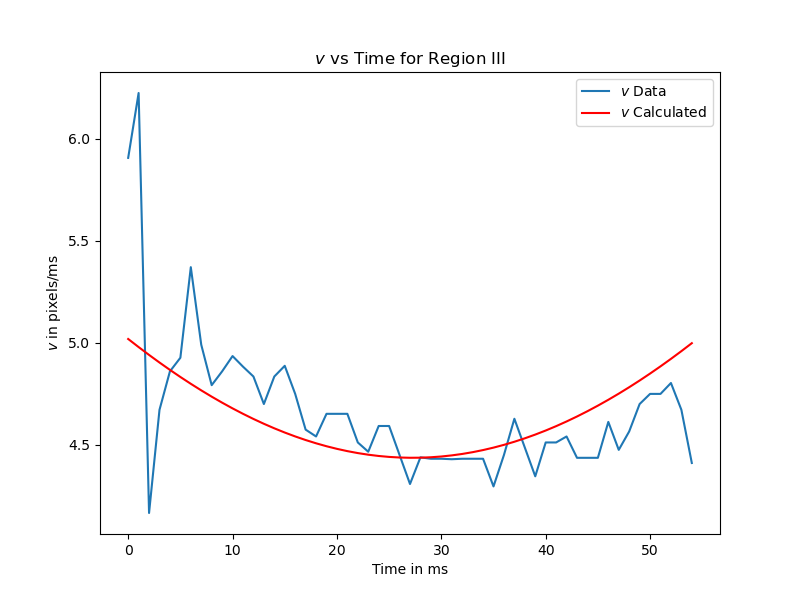 v vs Time for Region III
v Data
v Calculated
6.0
5.5
5.0
4.5
v in pixels/ms
0 10 20 30 40 50
Time in ms